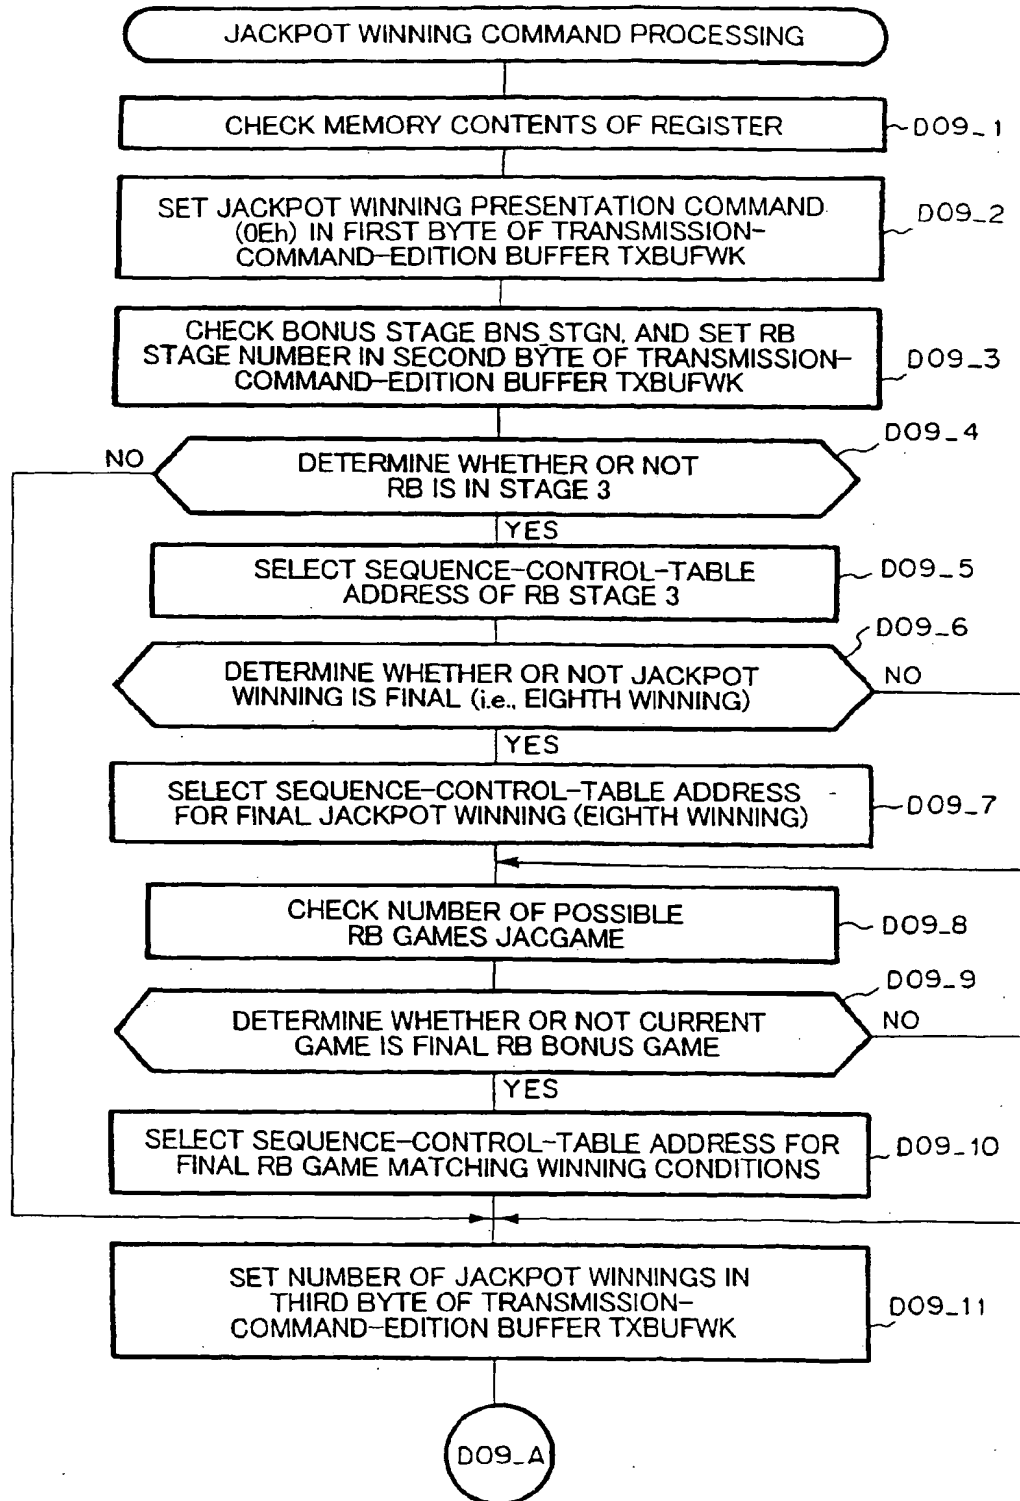 JACKPOT WINNING COMMAND PROCESSING
CHECK MEMORY CONTENTS OF REGISTER
D09_1
SET JACKPOT WINNING PRESENTATION COMMAND
(0Eh) IN FIRST BYTE OF TRANSMISSION-
COMMAND-EDITION BUFFER TXBUFWK
D09_2
CHECK BONUS STAGE BNS_STGN, AND SET RB
STAGE NUMBER IN SECOND BYTE OF TRANSMISSION-
COMMAND-EDITION BUFFER TXBUFWK
D09_3
D09_4
NO
DETERMINE WHETHER OR NOT
RB IS IN STAGE 3
YES
SELECT SEQUENCE-CONTROL-TABLE
ADDRESS OF RB STAGE 3
D09_5
D09_6
DETERMINE WHETHER OR NOT JACKPOT
WINNING IS FINAL (i.e., EIGHTH WINNING)
NO
YES
SELECT SEQUENCE-CONTROL-TABLE ADDRESS
FOR FINAL JACKPOT WINNING (EIGHTH WINNING)
D09_7
CHECK NUMBER OF POSSIBLE
RB GAMES JACGAME
D09_8
D09_9
DETERMINE WHETHER OR NOT CURRENT
GAME IS FINAL RB BONUS GAME
NO
YES
SELECT SEQUENCE-CONTROL-TABLE ADDRESS FOR
FINAL RB GAME MATCHING WINNING CONDITIONS
D09_10
SET NUMBER OF JACKPOT WINNINGS IN
THIRD BYTE OF TRANSMISSION-
COMMAND-EDITION BUFFER TXBUFWK
D09_11
D09_A